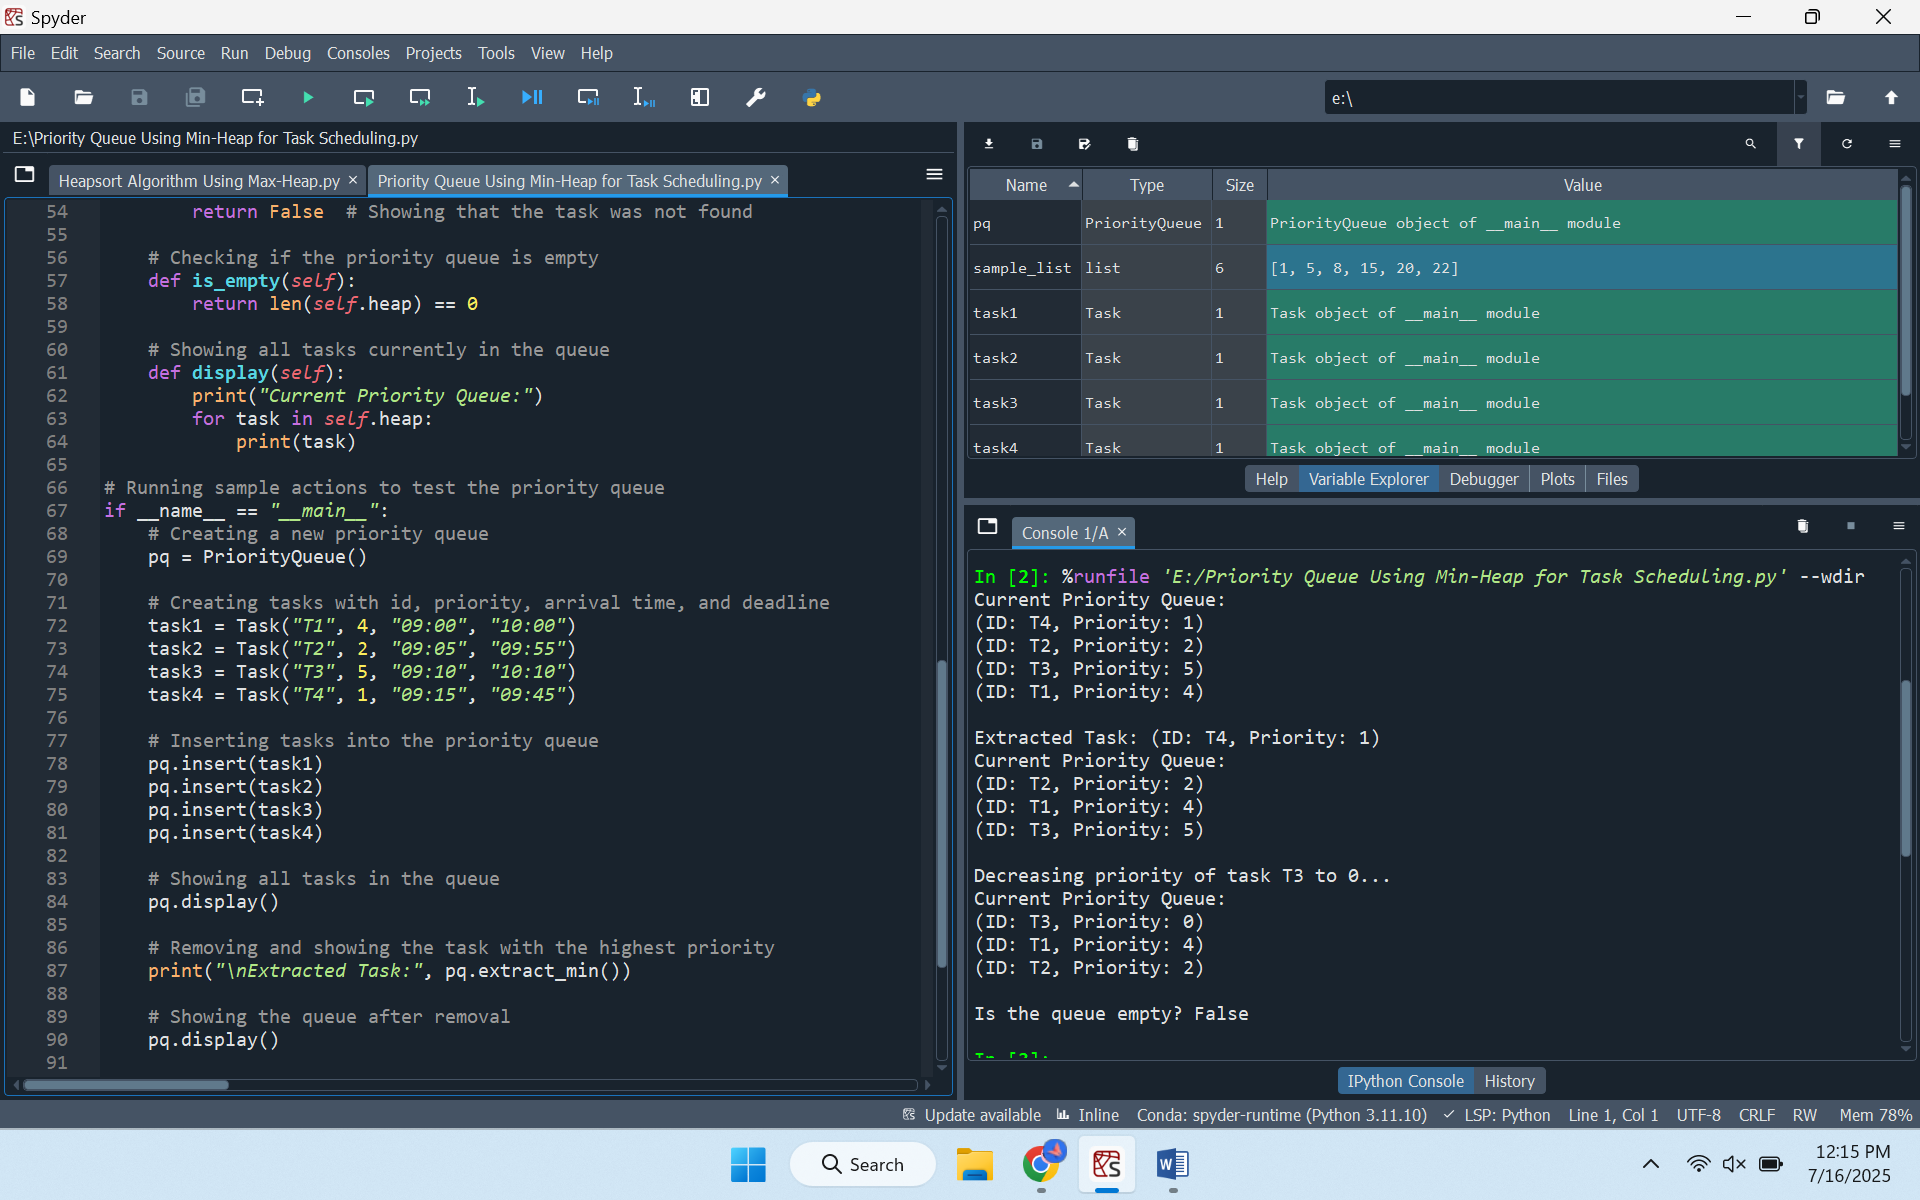 Spyder
File Edit Search Source Run Debug Consoles Projects Tools View Help
e:\
E:\Priority Queue Using Min-Heap for Task Scheduling.py
Heapsort Algorithm Using Max-Heap.py
Priority Queue Using Min-Heap for Task Scheduling.py
54         return False  # Showing that the task was not found
55
56     # Checking if the priority queue is empty
57     def is_empty(self):
58         return len(self.heap) == 0
59
60     # Showing all tasks currently in the queue
61     def display(self):
62         print("Current Priority Queue:")
63         for task in self.heap:
64             print(task)
65
66 # Running sample actions to test the priority queue
67 if __name__ == "__main__":
68     # Creating a new priority queue
69     pq = PriorityQueue()
70
71     # Creating tasks with id, priority, arrival time, and deadline
72     task1 = Task("T1", 4, "09:00", "10:00")
73     task2 = Task("T2", 2, "09:05", "09:55")
74     task3 = Task("T3", 5, "09:10", "10:10")
75     task4 = Task("T4", 1, "09:15", "09:45")
76
77     # Inserting tasks into the priority queue
78     pq.insert(task1)
79     pq.insert(task2)
80     pq.insert(task3)
81     pq.insert(task4)
82
83     # Showing all tasks in the queue
84     pq.display()
85
86     # Removing and showing the task with the highest priority
87     print("\nExtracted Task:", pq.extract_min())
88
89     # Showing the queue after removal
90     pq.display()
91
Name Type Size Value
pq PriorityQueue 1 PriorityQueue object of __main__ module
sample_list list 6 [1, 5, 8, 15, 20, 22]
task1 Task 1 Task object of __main__ module
task2 Task 1 Task object of __main__ module
task3 Task 1 Task object of __main__ module
task4 Task 1 Task object of __main__ module
Help Variable Explorer Debugger Plots Files
Console 1/A
In [2]: %runfile 'E:/Priority Queue Using Min-Heap for Task Scheduling.py' --wdir
Current Priority Queue:
(ID: T4, Priority: 1)
(ID: T2, Priority: 2)
(ID: T3, Priority: 5)
(ID: T1, Priority: 4)

Extracted Task: (ID: T4, Priority: 1)
Current Priority Queue:
(ID: T2, Priority: 2)
(ID: T1, Priority: 4)
(ID: T3, Priority: 5)

Decreasing priority of task T3 to 0...
Current Priority Queue:
(ID: T3, Priority: 0)
(ID: T1, Priority: 4)
(ID: T2, Priority: 2)

Is the queue empty? False

In [3]:
IPython Console History
Update available Inline Conda: spyder-runtime (Python 3.11.10) LSP: Python Line 1, Col 1 UTF-8 CRLF RW Mem 78%
Search
12:15 PM
7/16/2025